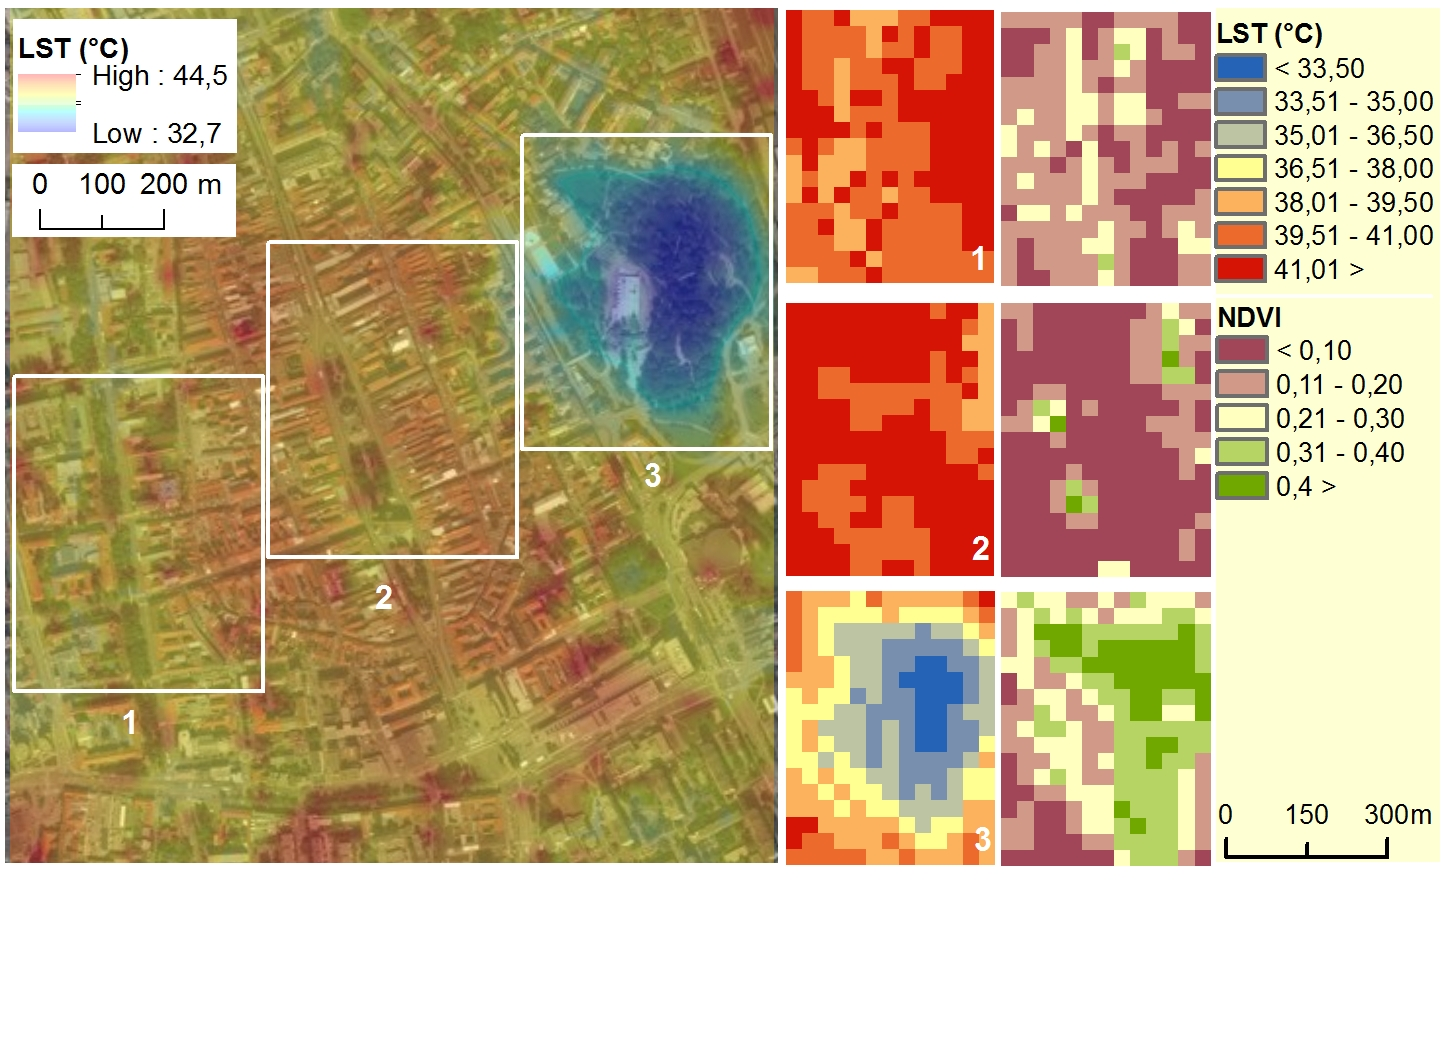 LST (°C)
High : 44,5
Low : 32,7
0 100 200 m
1
2
3
1
2
3
LST (°C)
< 33,50
33,51 - 35,00
35,01 - 36,50
36,51 - 38,00
38,01 - 39,50
39,51 - 41,00
41,01 >
NDVI
< 0,10
0,11 - 0,20
0,21 - 0,30
0,31 - 0,40
0,4 >
0 150 300m